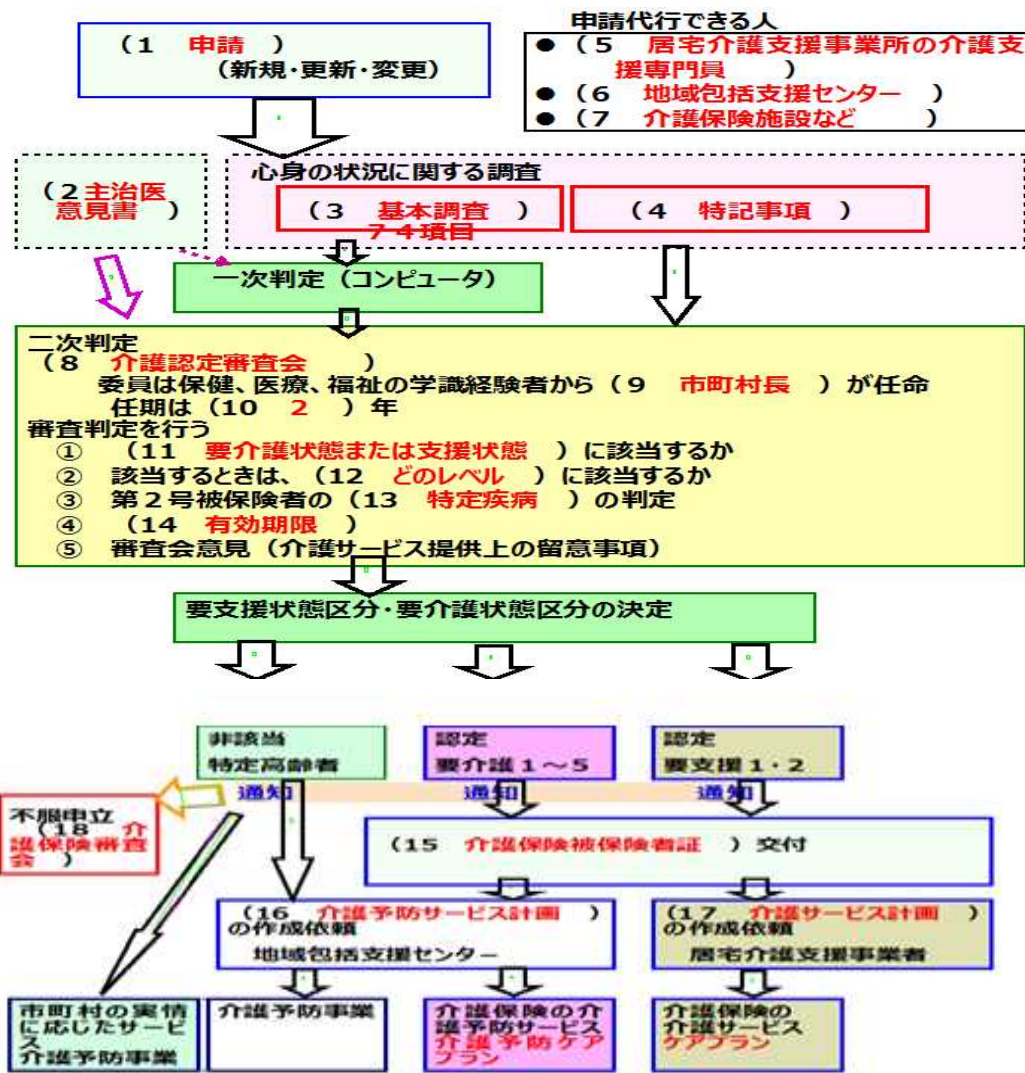 (1 申請 )
(新規・更新・変更)
申請代行できる人
● (5 居宅介護支援事業所の介護支
援専門員 )
● (6 地域包括支援センター )
● (7 介護保険施設など )
(2 主治医
意見書 )
心身の状況に関する調査
(3 基本調査 )
74項目
(4 特記事項 )
一次判定(コンピュータ)
二次判定
(8 介護認定審査会 )
委員は保健、医療、福祉の学識経験者から(9 市町村長 )が任命
任期は(10 2 )年
審査判定を行う
① (11 要介護状態または支援状態 )に該当するか
② 該当するときは、(12 どのレベル )に該当するか
③ 第2号被保険者の(13 特定疾病 )の判定
④ (14 有効期限 )
⑤ 審査会意見(介護サービス提供上の留意事項)
要支援状態区分・要介護状態区分の決定
非該当
特定高齢者
認定
要介護1~5
認定
要支援1・2
通知
通知
通知
不服申立
(18 介
護保険審査
会 )
(15 介護保険被保険者証 )交付
(16 介護予防サービス計画 )
の作成依頼
地域包括支援センター
(17 介護サービス計画 )
の作成依頼
居宅介護支援事業者
市町村の実情
に応じたサービ
ス
介護予防事業
介護予防事業
介護保険の介
護予防サービス
介護予防ケアプ
ラン
介護保険の
介護サービス
ケアプラン